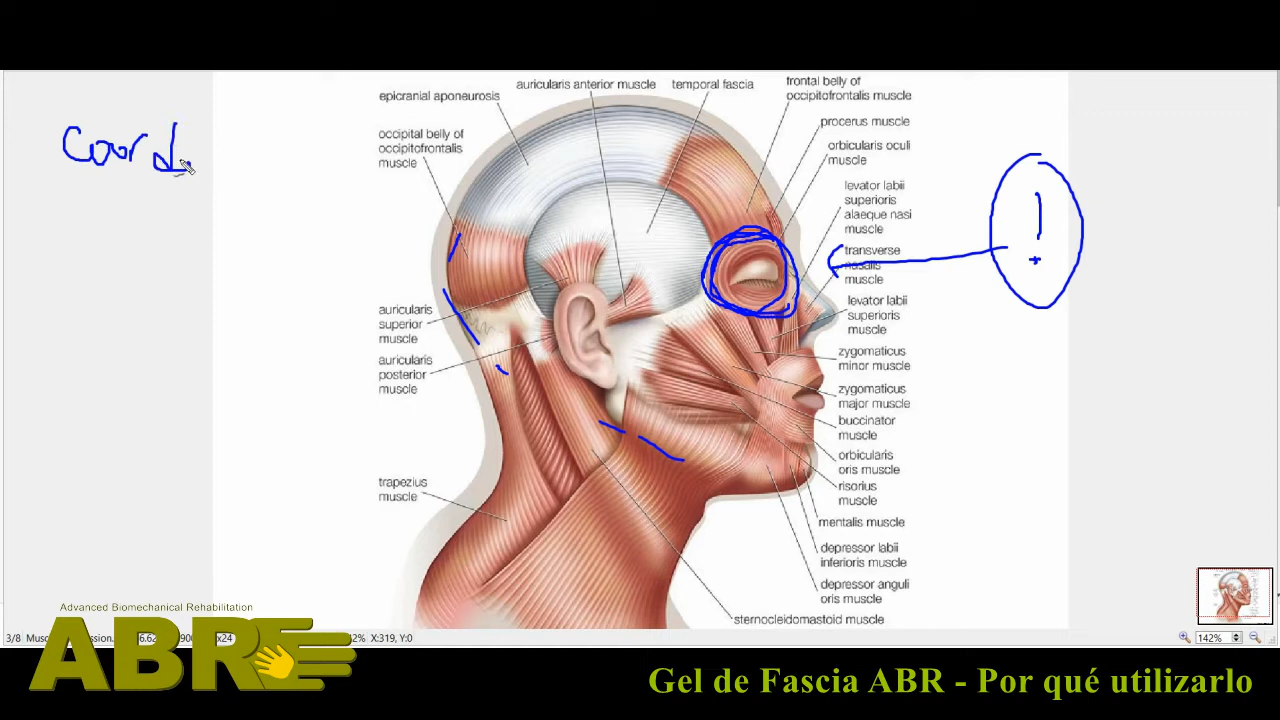 auricularis anterior muscle
temporal fascia
frontal belly of
occipitofrontalis muscle
epicranial aponeurosis
procerus muscle
occipital belly of
occipitofrontalis
muscle
orbicularis oculi
muscle
Coord
levator labii
superioris
alaeque nasi
muscle
!
transverse
nasalis
muscle
levator labii
superioris
muscle
auricularis
superior
muscle
auricularis
posterior
muscle
zygomaticus
minor muscle
zygomaticus
major muscle
buccinator
muscle
orbicularis
oris muscle
risorius
muscle
trapezius
muscle
mentalis muscle
depressor labii
inferioris muscle
depressor anguli
oris muscle
sternocleidomastoid muscle
Advanced Biomechanical Rehabilitation
ABR
3/8
X:319, Y:0
142%
Gel de Fascia ABR - Por qué utilizarlo